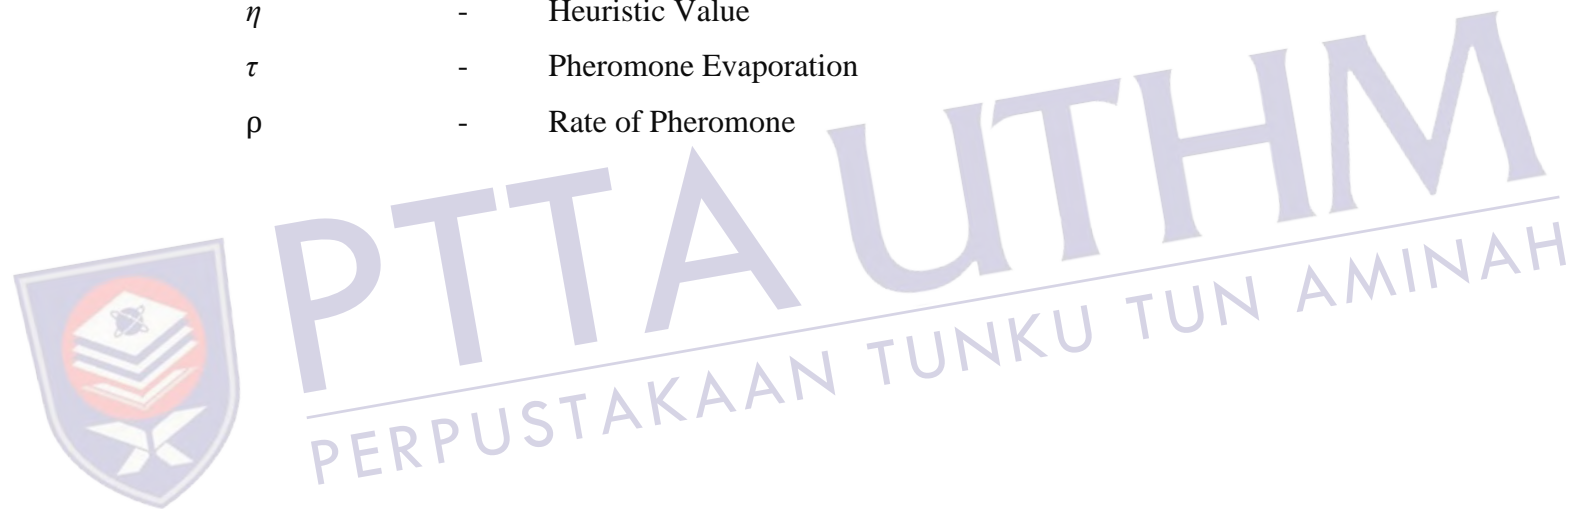 η - Heuristic Value
τ - Pheromone Evaporation
ρ - Rate of Pheromone
PTTA UTHM
PERPUSTAKAAN TUNKU TUN AMINAH